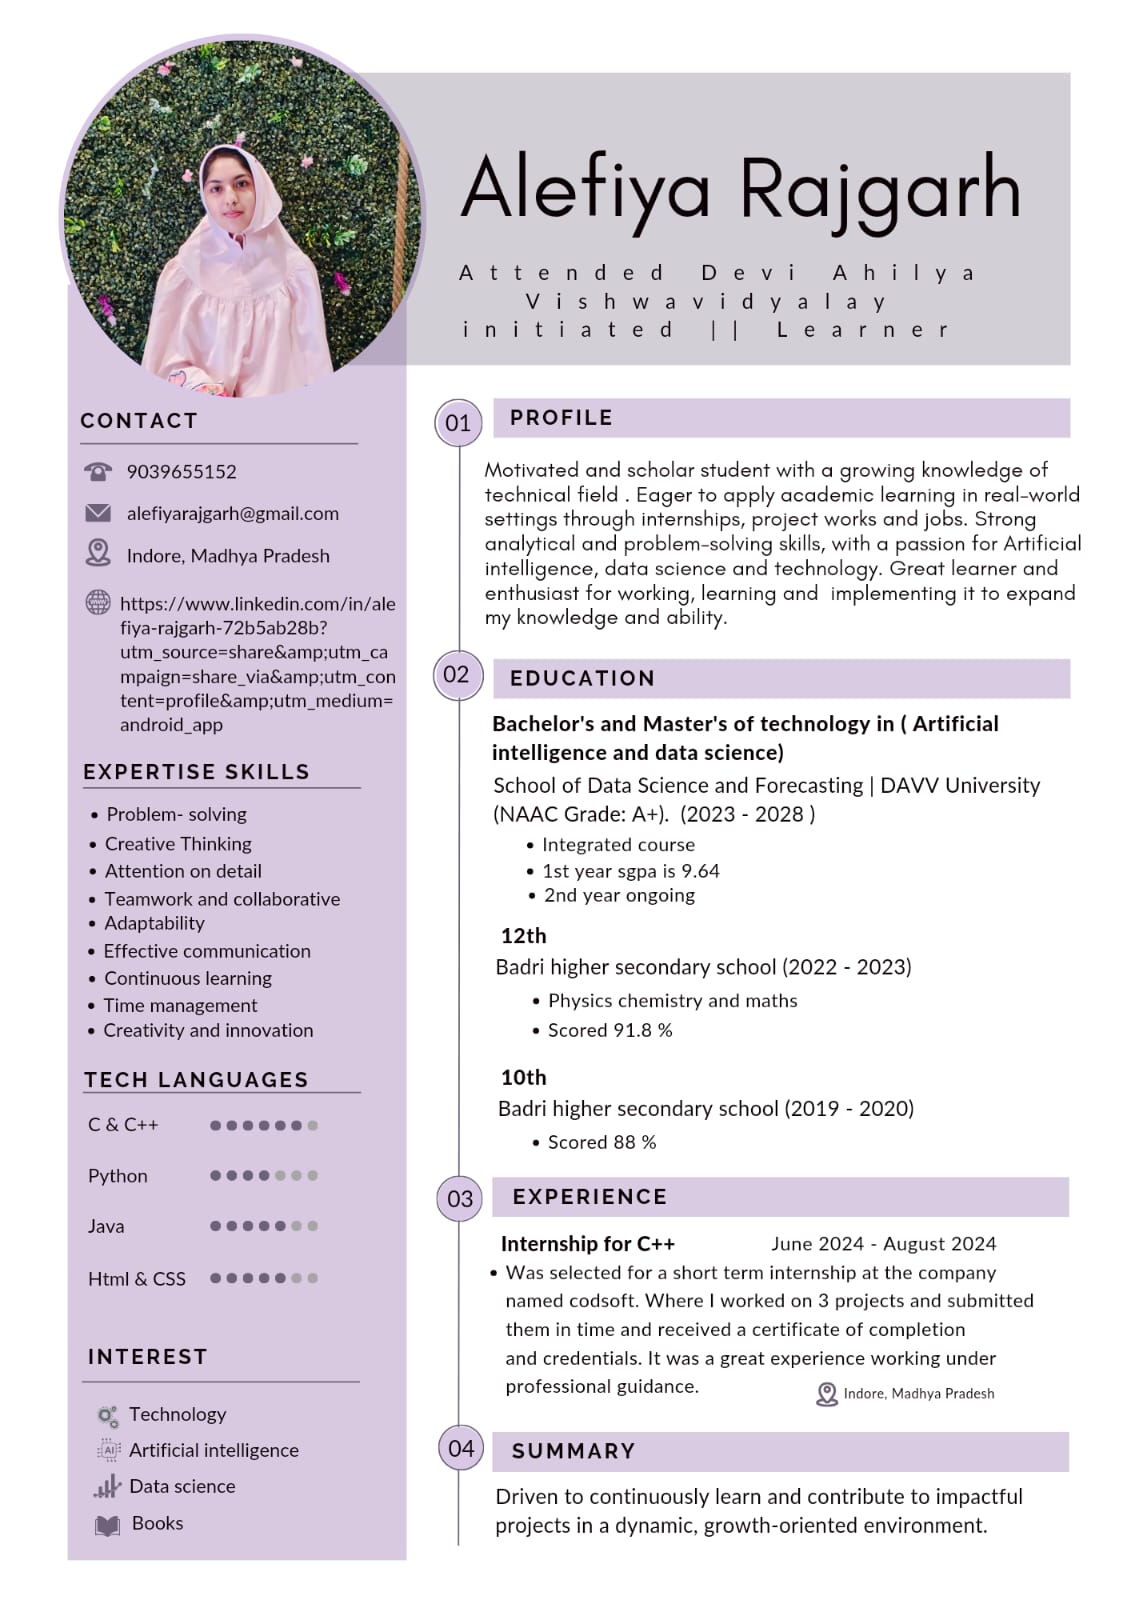 Alefiya Rajgarh
Attended Devi Ahilya
Vishwavidyalay
initiated || Learner
CONTACT
9039655152
alefiyarajgarh@gmail.com
Indore, Madhya Pradesh
https://www.linkedin.com/in/ale
fiya-rajgarh-72b5ab28b?
utm_source=share&amp;utm_ca
mpaign=share_via&amp;utm_con
tent=profile&amp;utm_medium=
android_app
EXPERTISE SKILLS
• Problem- solving
• Creative Thinking
• Attention on detail
• Teamwork and collaborative
• Adaptability
• Effective communication
• Continuous learning
• Time management
• Creativity and innovation
TECH LANGUAGES
C & C++
Python
Java
Html & CSS
INTEREST
Technology
AI Artificial intelligence
Data science
Books
01 PROFILE
Motivated and scholar student with a growing knowledge of
technical field . Eager to apply academic learning in real-world
settings through internships, project works and jobs. Strong
analytical and problem-solving skills, with a passion for Artificial
intelligence, data science and technology. Great learner and
enthusiast for working, learning and  implementing it to expand
my knowledge and ability.
02 EDUCATION
Bachelor's and Master's of technology in ( Artificial
intelligence and data science)
School of Data Science and Forecasting | DAVV University
(NAAC Grade: A+).  (2023 - 2028 )
• Integrated course
• 1st year sgpa is 9.64
• 2nd year ongoing
12th
Badri higher secondary school (2022 - 2023)
• Physics chemistry and maths
• Scored 91.8 %
10th
Badri higher secondary school (2019 - 2020)
• Scored 88 %
03 EXPERIENCE
Internship for C++ June 2024 - August 2024
• Was selected for a short term internship at the company
named codsoft. Where I worked on 3 projects and submitted
them in time and received a certificate of completion
and credentials. It was a great experience working under
professional guidance.
Indore, Madhya Pradesh
04 SUMMARY
Driven to continuously learn and contribute to impactful
projects in a dynamic, growth-oriented environment.